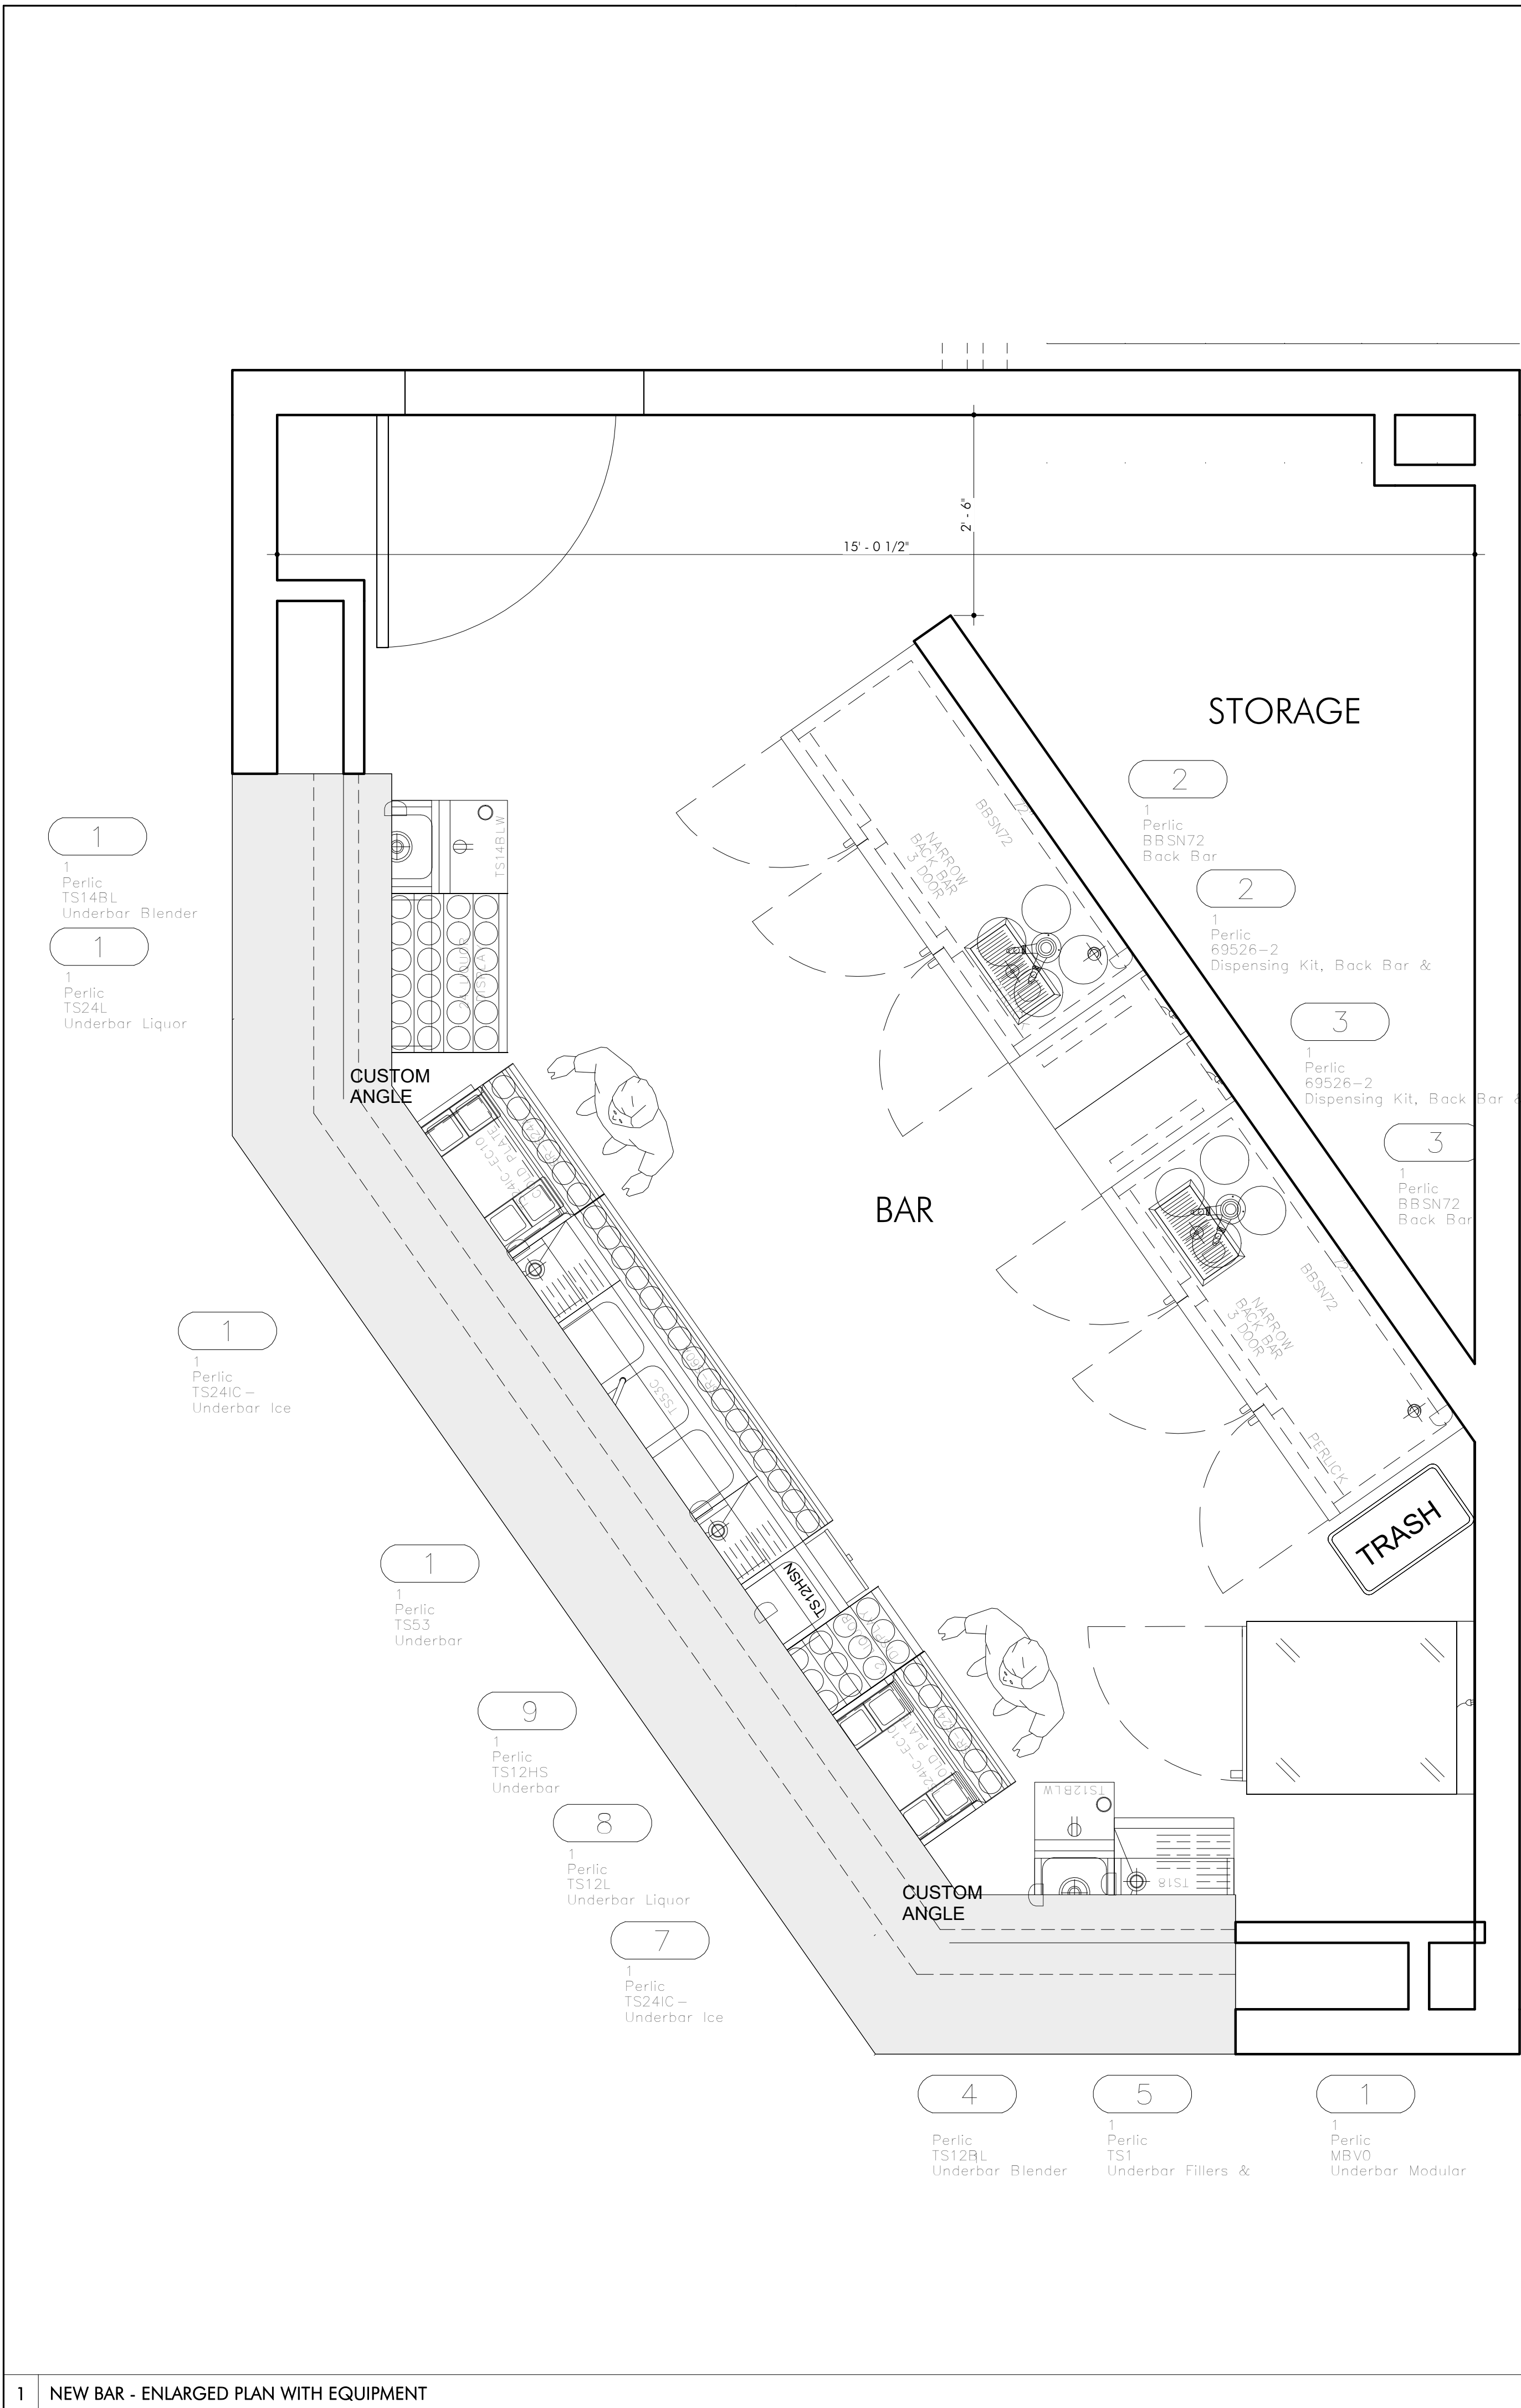 2' - 6"
15' - 0 1/2"
STORAGE
2
1
Perlic
BBSN72
Back Bar
72
BBSN72
NARROW
BACK BAR
3 DOOR
1
1
Perlic
TS14BL
Underbar Blender
TS14BLW
2
1
Perlic
69526-2
Dispensing Kit, Back Bar &
1
1
Perlic
TS24L
Underbar Liquor
3
1
Perlic
69526-2
Dispensing Kit, Back Bar &
CUSTOM
ANGLE
3
1
Perlic
BBSN72
Back Bar
COLD PLATE
BAR
72
BBSN72
NARROW
BACK BAR
3 DOOR
PERLICK
1
1
Perlic
TS24IC-
Underbar Ice
TS53C
TRASH
1
1
Perlic
TS53
Underbar
TS12HSN
9
1
Perlic
TS12HS
Underbar
8
1
Perlic
TS12L
Underbar Liquor
TS12BLW
TS18
CUSTOM
ANGLE
7
1
Perlic
TS24IC-
Underbar Ice
4
1
Perlic
TS12BL
Underbar Blender
5
1
Perlic
TS1
Underbar Fillers &
1
1
Perlic
MBV0
Underbar Modular
1 NEW BAR - ENLARGED PLAN WITH EQUIPMENT